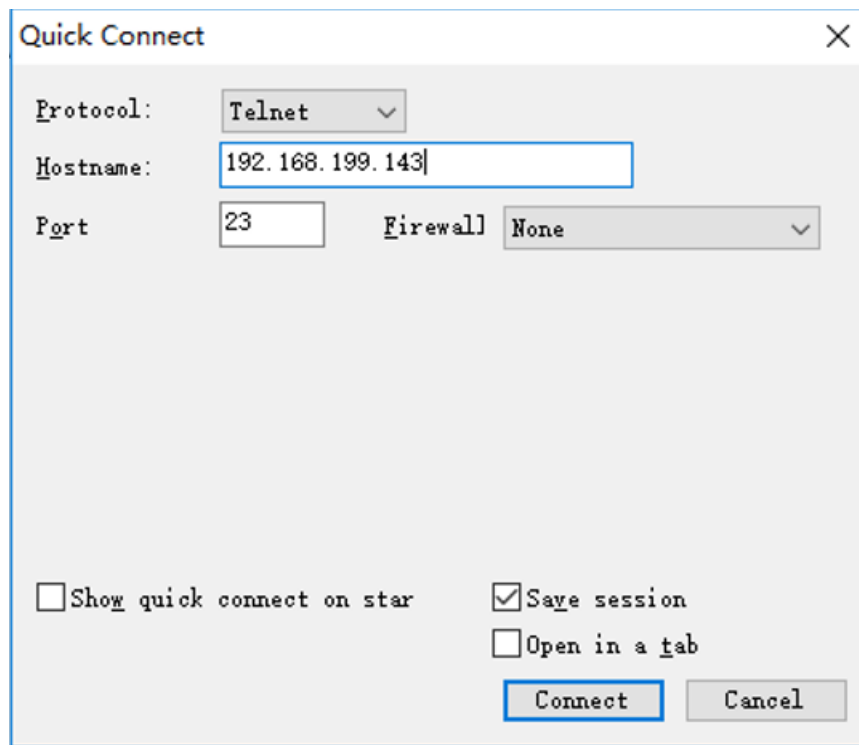 Quick Connect
Protocol: Telnet
Hostname: 192.168.199.143
Port 23 Firewall None
Show quick connect on star Save session
Open in a tab
Connect Cancel